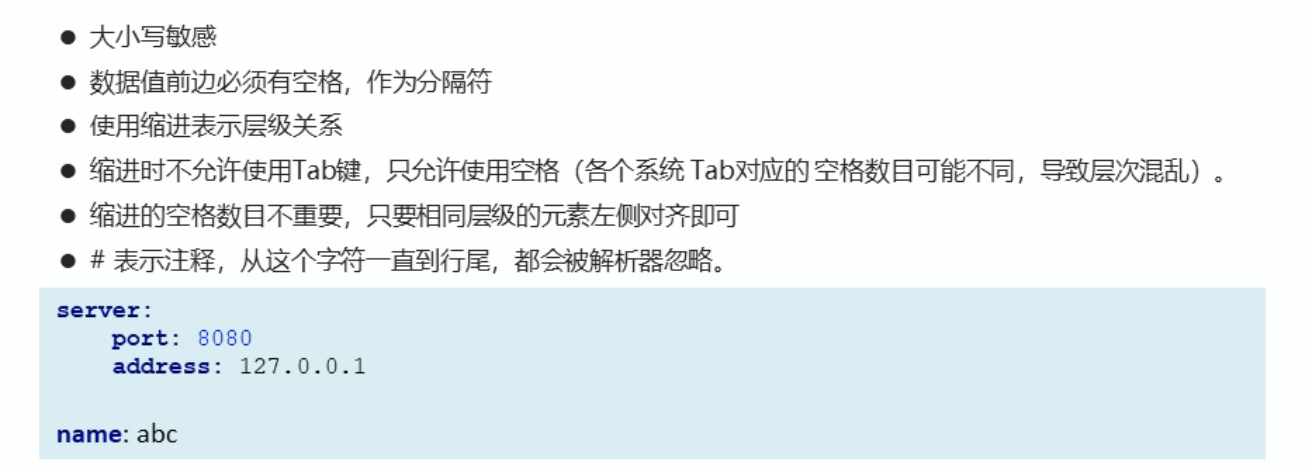 ● 大小写敏感
● 数据值前边必须有空格，作为分隔符
● 使用缩进表示层级关系
● 缩进时不允许使用Tab键，只允许使用空格（各个系统 Tab对应的 空格数目可能不同，导致层次混乱）。
● 缩进的空格数目不重要，只要相同层级的元素左侧对齐即可
● # 表示注释，从这个字符一直到行尾，都会被解析器忽略。
server:
    port: 8080
    address: 127.0.0.1
name: abc